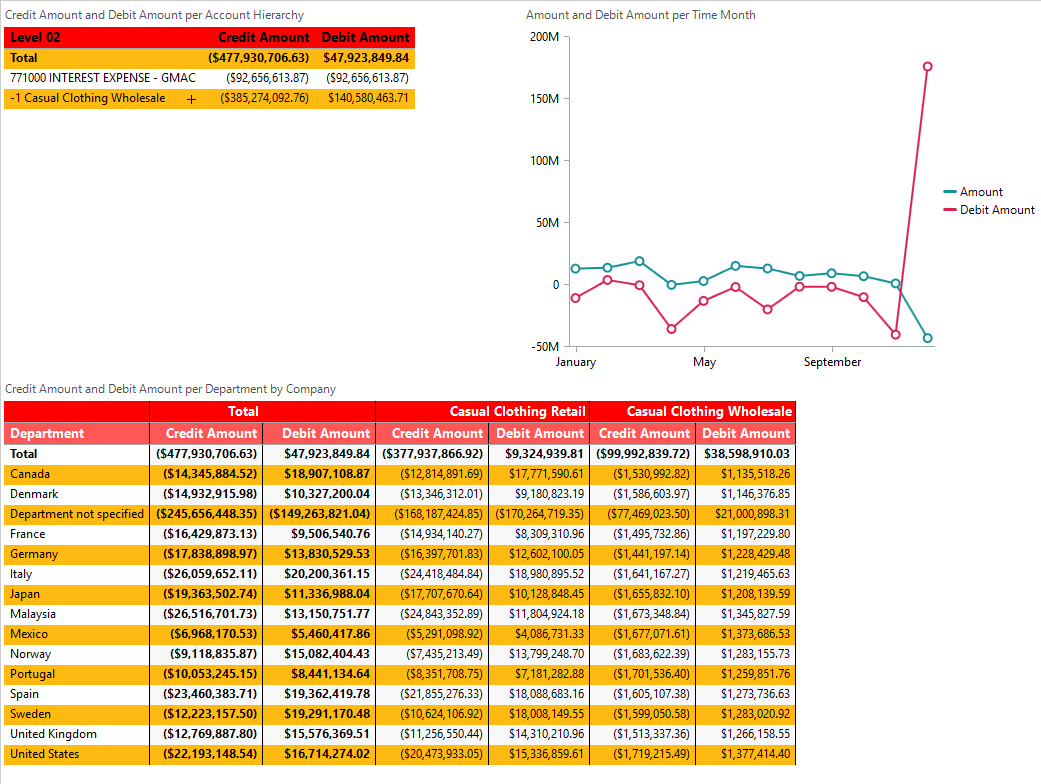 Credit Amount and Debit Amount per Account Hierarchy
Level 02 Credit Amount Debit Amount
Total ($477,930,706.63) $47,923,849.84
771000 INTEREST EXPENSE - GMAC ($92,656,613.87) ($92,656,613.87)
-1 Casual Clothing Wholesale + ($385,274,092.76) $140,580,463.71
Amount and Debit Amount per Time Month
200M
150M
100M
50M
0
-50M
January May September
Amount
Debit Amount
Credit Amount and Debit Amount per Department by Company
Total Casual Clothing Retail Casual Clothing Wholesale
Department Credit Amount Debit Amount Credit Amount Debit Amount Credit Amount Debit Amount
Total ($477,930,706.63) $47,923,849.84 ($377,937,866.92) $9,324,939.81 ($99,992,839.72) $38,598,910.03
Canada ($14,345,884.52) $18,907,108.87 ($12,814,891.69) $17,771,590.61 ($1,530,992.82) $1,135,518.26
Denmark ($14,932,915.98) $10,327,200.04 ($13,346,312.01) $9,180,823.19 ($1,586,603.97) $1,146,376.85
Department not specified ($245,656,448.35) ($149,263,821.04) ($168,187,424.85) ($170,264,719.35) ($77,469,023.50) $21,000,898.31
France ($16,429,873.13) $9,506,540.76 ($14,934,140.27) $8,309,310.96 ($1,495,732.86) $1,197,229.80
Germany ($17,838,898.97) $13,830,529.53 ($16,397,701.83) $12,602,100.05 ($1,441,197.14) $1,228,429.48
Italy ($26,059,652.11) $20,200,361.15 ($24,418,484.84) $18,980,895.52 ($1,641,167.27) $1,219,465.63
Japan ($19,363,502.74) $11,336,988.04 ($17,707,670.64) $10,128,848.45 ($1,655,832.10) $1,208,139.59
Malaysia ($26,516,701.73) $13,150,751.77 ($24,843,352.89) $11,804,924.18 ($1,673,348.84) $1,345,827.59
Mexico ($6,968,170.53) $5,460,417.86 ($5,291,098.92) $4,086,731.33 ($1,677,071.61) $1,373,686.53
Norway ($9,118,835.87) $15,082,404.43 ($7,435,213.49) $13,799,248.70 ($1,683,622.39) $1,283,155.73
Portugal ($10,053,245.15) $8,441,134.64 ($8,351,708.75) $7,181,282.88 ($1,701,536.40) $1,259,851.76
Spain ($23,460,383.71) $19,362,419.78 ($21,855,276.33) $18,088,683.16 ($1,605,107.38) $1,273,736.63
Sweden ($12,223,157.50) $19,291,170.48 ($10,624,106.92) $18,008,149.55 ($1,599,050.58) $1,283,020.92
United Kingdom ($12,769,887.80) $15,576,369.51 ($11,256,550.44) $14,310,210.96 ($1,513,337.36) $1,266,158.55
United States ($22,193,148.54) $16,714,274.02 ($20,473,933.05) $15,336,859.61 ($1,719,215.49) $1,377,414.40